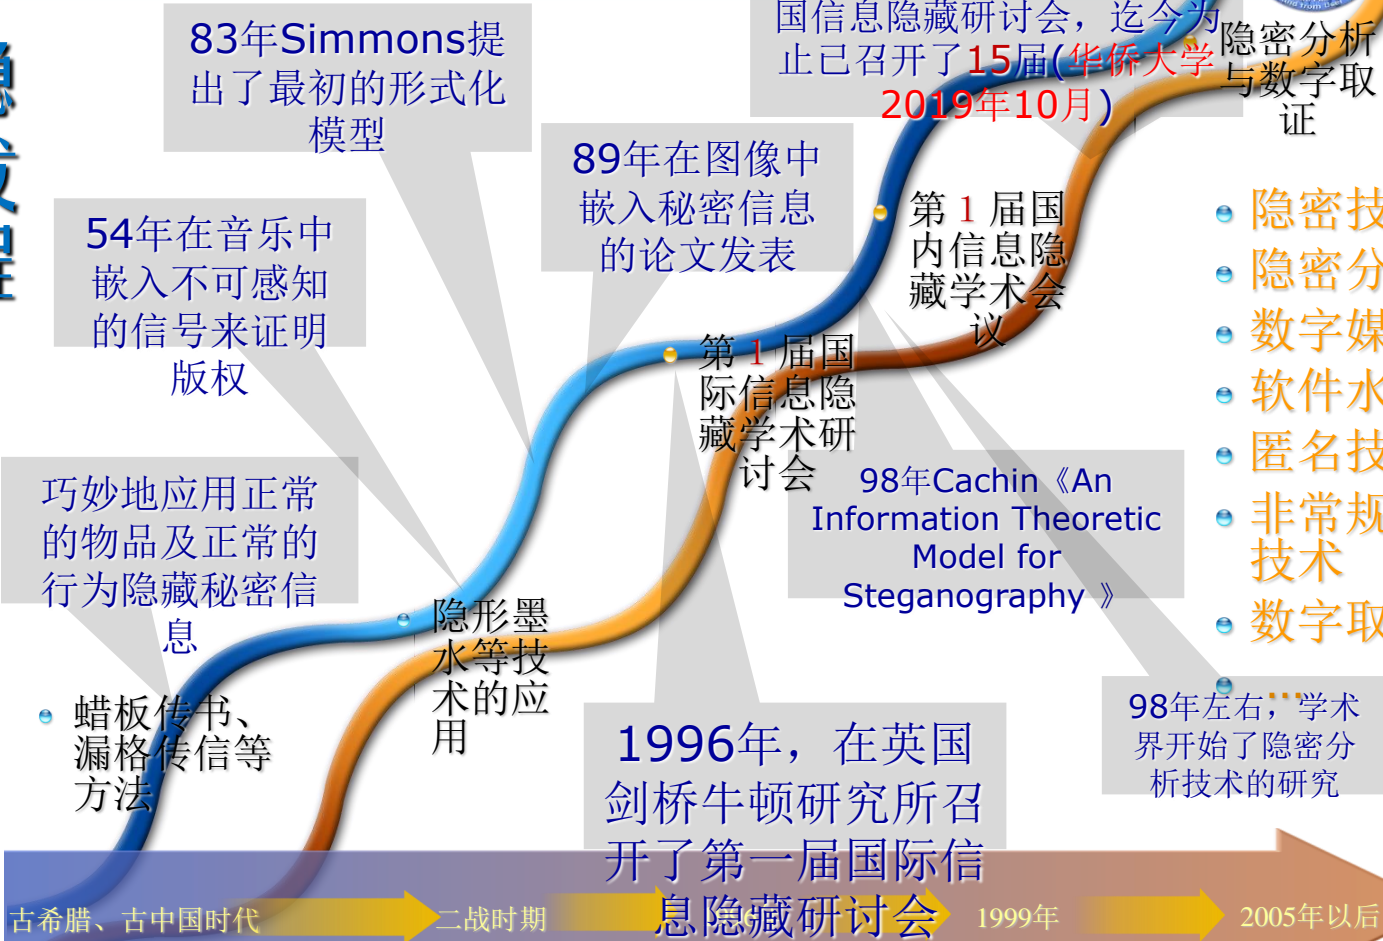 83年Simmons提
出了最初的形式化
模型
国信息隐藏研讨会，迄今为
止已召开了15届(华侨大学
2019年10月)
隐密分析
与数字取
证
89年在图像中
嵌入秘密信息
的论文发表
54年在音乐中
嵌入不可感知
的信号来证明
版权
第 1 届国
内信息隐
藏学术会
议
第 1 届国
际信息隐
藏学术研
讨会
隐密技
隐密分
数字媒
软件水
匿名技
非常规
技术
数字取
…
巧妙地应用正常
的物品及正常的
行为隐藏秘密信
息
98年Cachin《An
Information Theoretic
Model for
Steganography 》
隐形墨
水等技
术的应
用
蜡板传书、
漏格传信等
方法
1996年，在英国
剑桥牛顿研究所召
开了第一届国际信
息隐藏研讨会
98年左右，学术
界开始了隐密分
析技术的研究
古希腊、古中国时代
二战时期
1999年
2005年以后